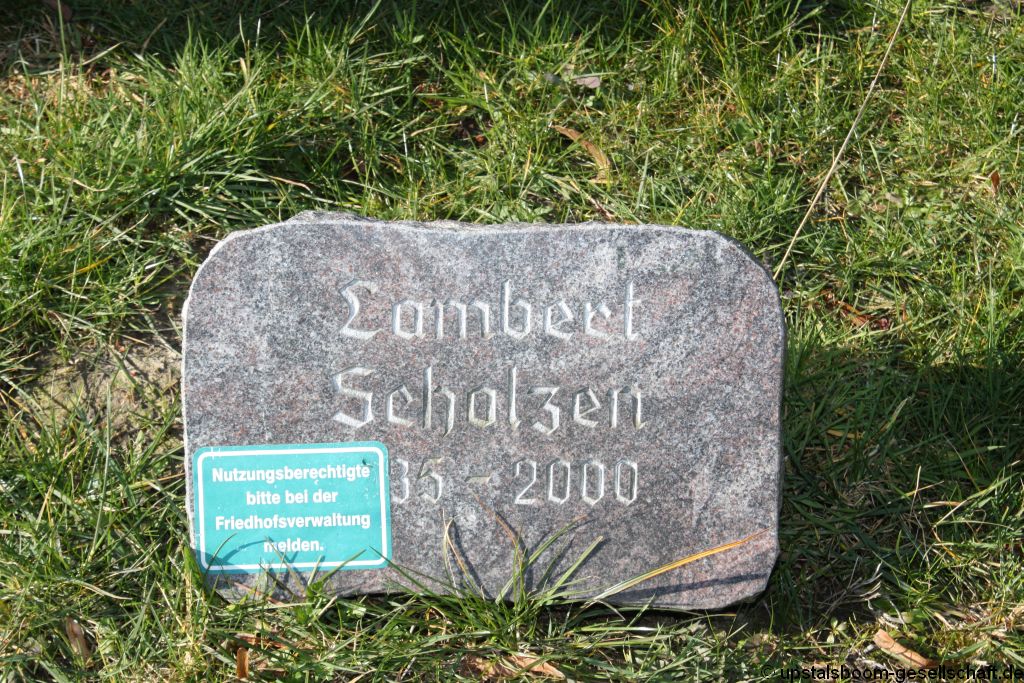 Lambert
Scholzen
35 - 2000
Nutzungsberechtigte
bitte bei der
Friedhofsverwaltung
melden.
© upstalsboom-gesellschaft.de